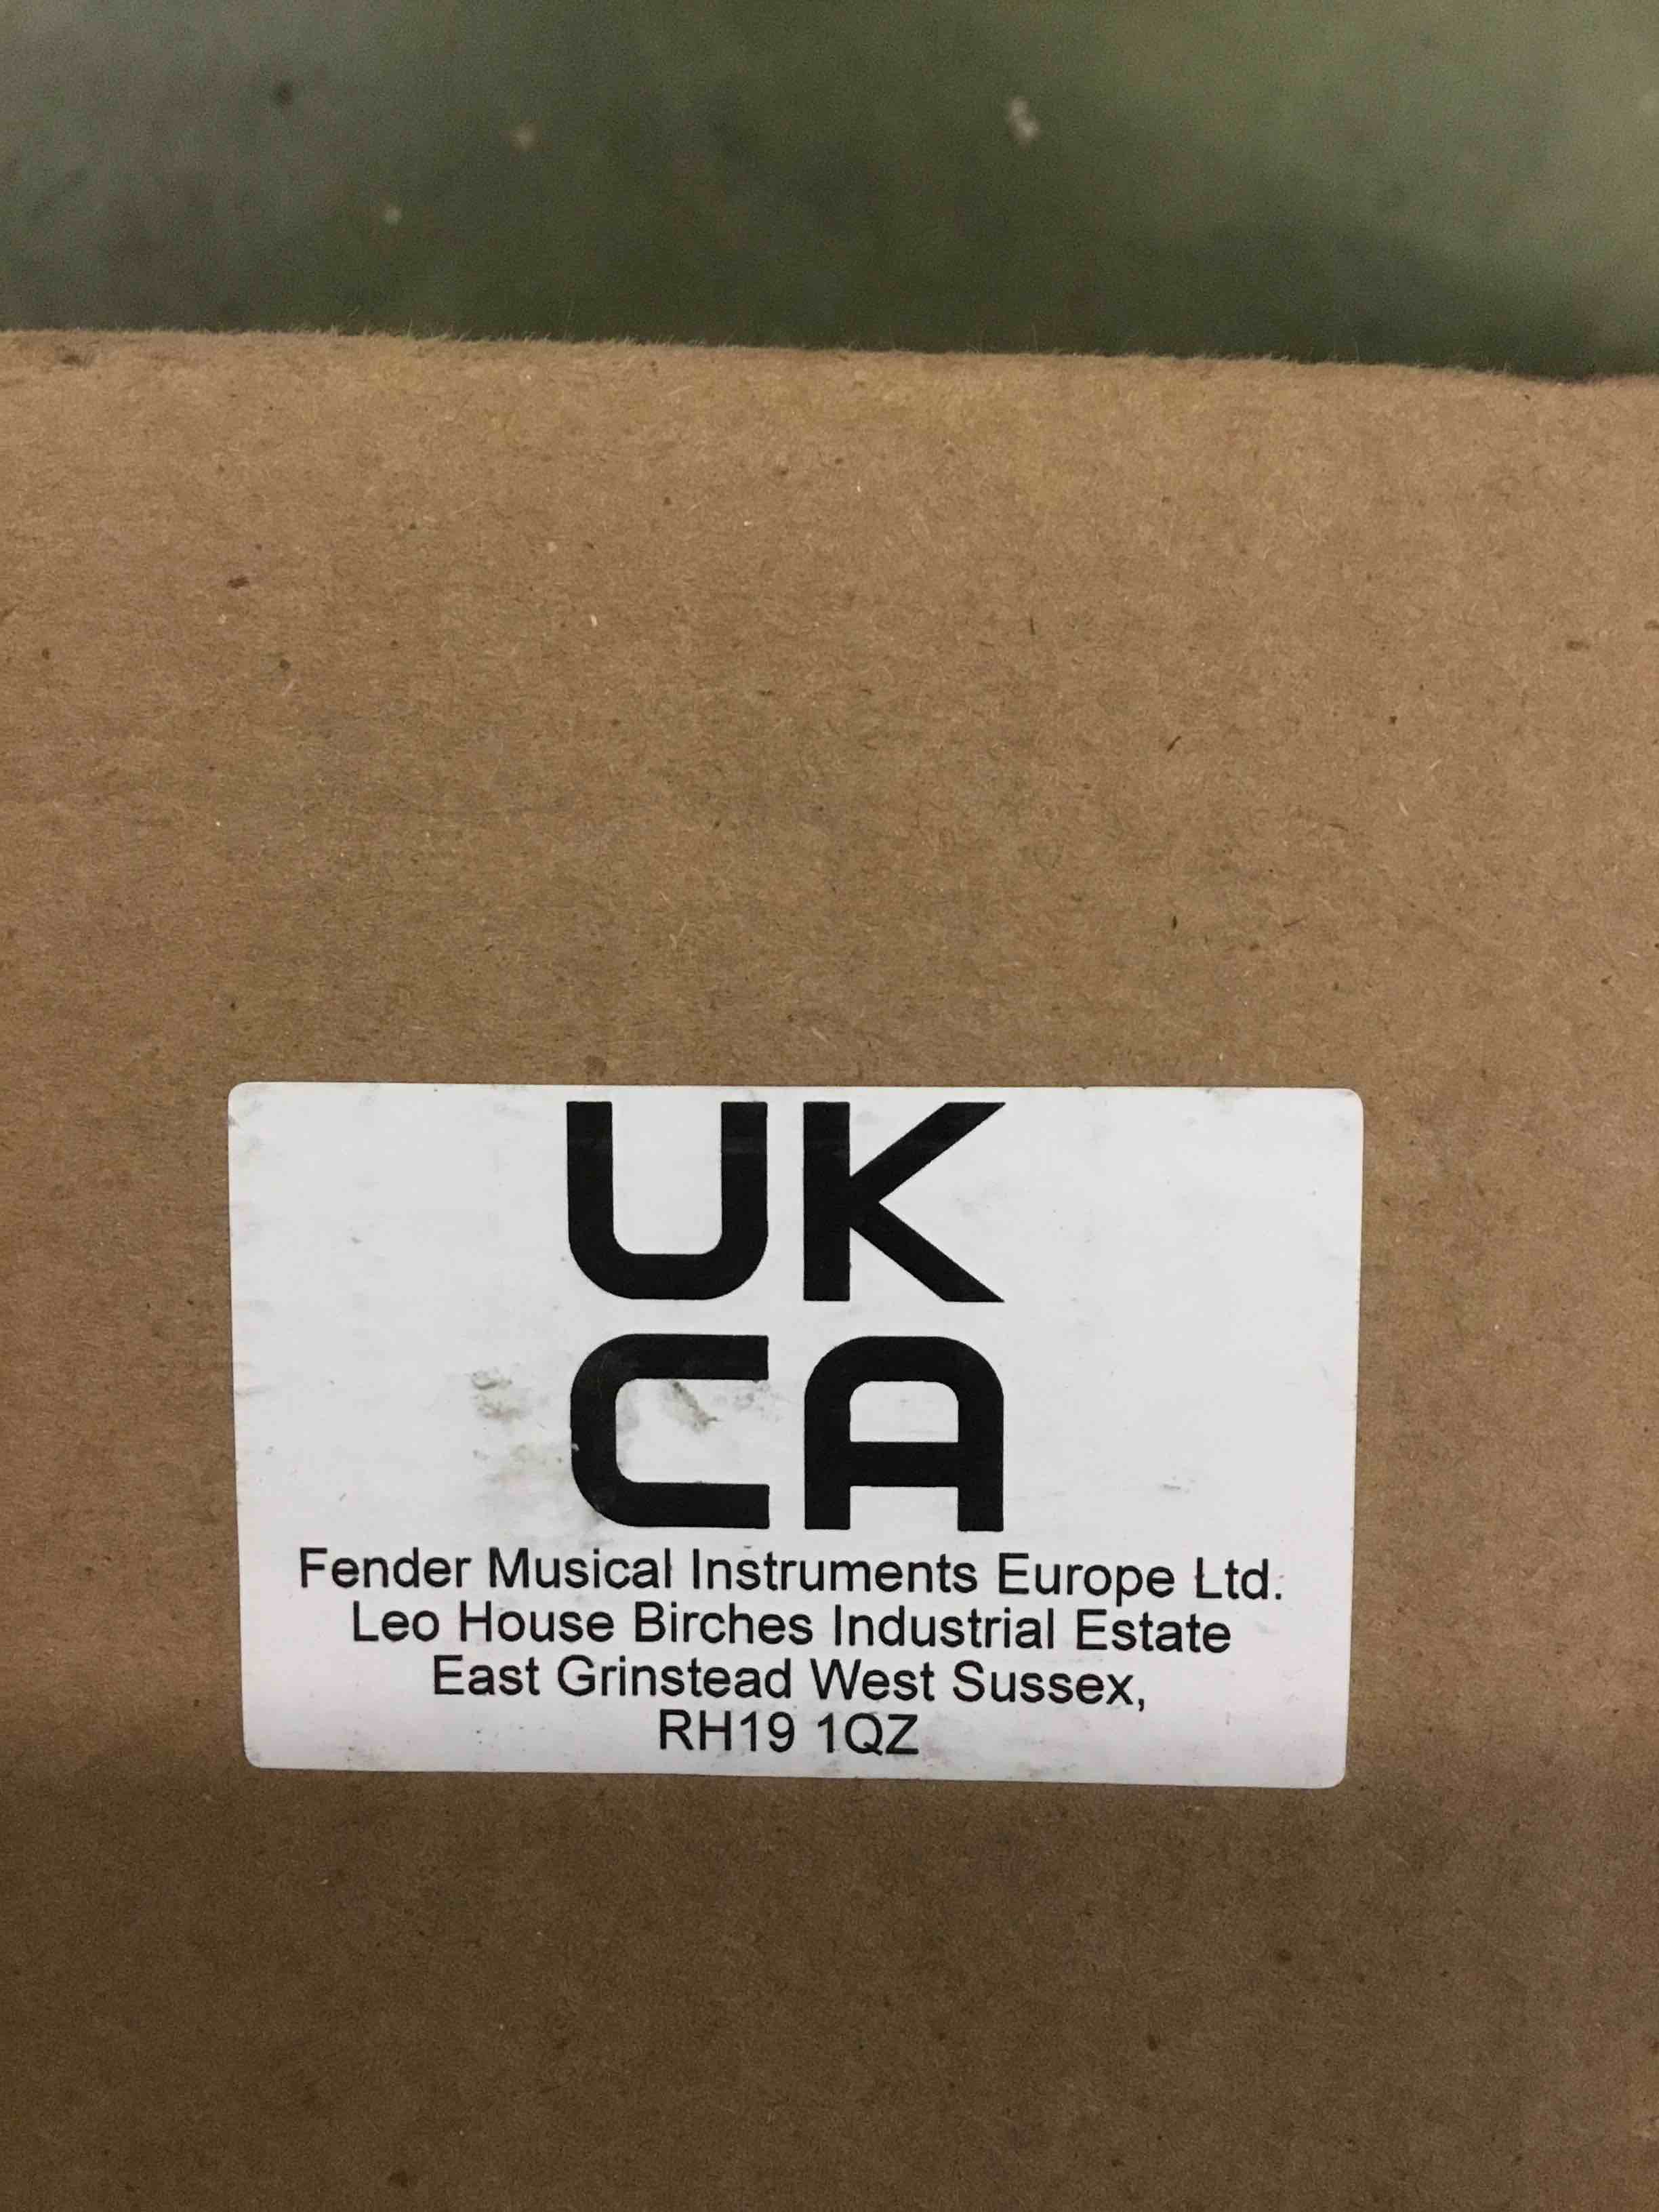 UK
CA
Fender Musical Instruments Europe Ltd.
Leo House Birches Industrial Estate
East Grinstead West Sussex,
RH19 1QZ